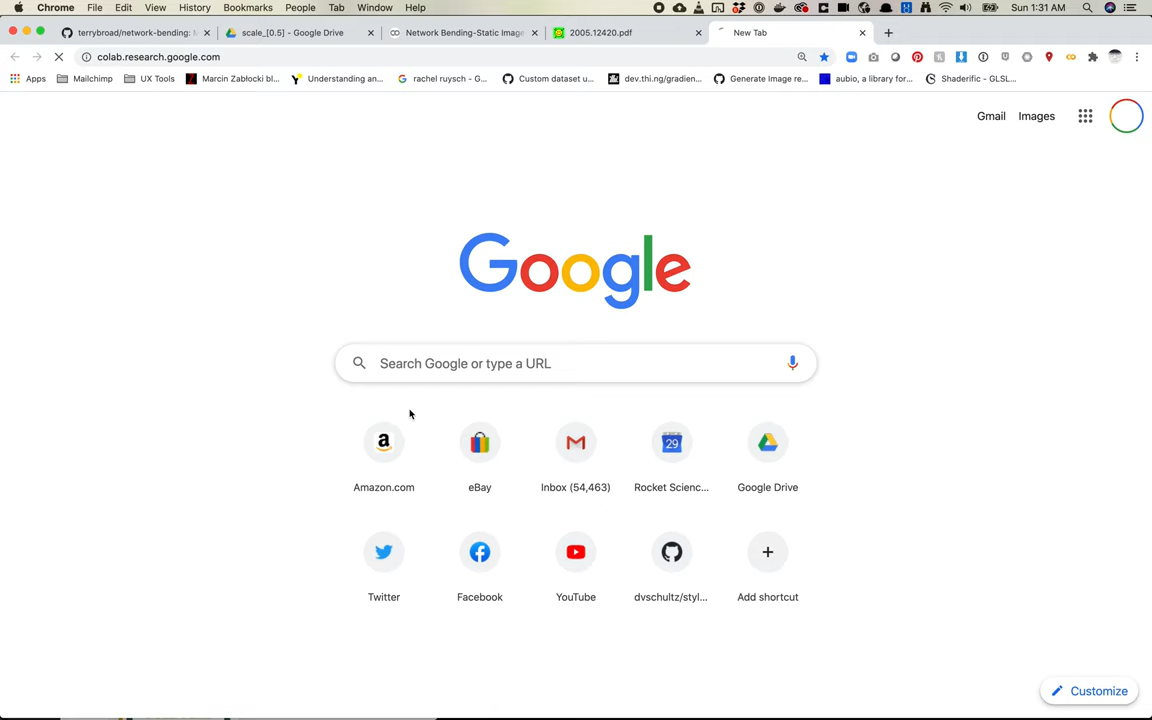 Chrome File Edit View History Bookmarks People Tab Window Help Sun 1:31 AM
terrybroad/network-bending: scale_[0.5] - Google Drive Network Bending-Static Image 2005.12420.pdf New Tab
colab.research.google.com
Apps Mailchimp UX Tools Marcin Zabłocki bl... Understanding an... rachel ruysch - G... Custom dataset u... dev.thi.ng/gradien... Generate Image re... aubio, a library for... Shaderific - GLSL...
Gmail Images
Google
Search Google or type a URL
29
Amazon.com eBay Inbox (54,463) Rocket Scienc... Google Drive
Twitter Facebook YouTube dvschultz/styl... Add shortcut
Customize